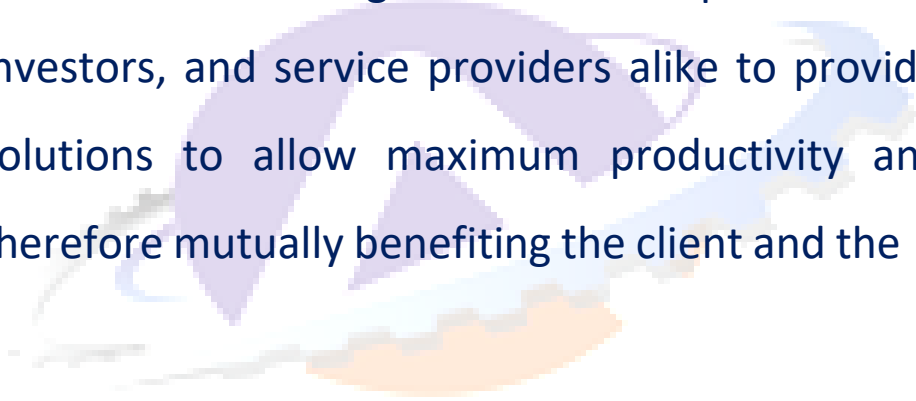 nvestors, and service providers alike to provid
olutions to allow maximum productivity an
herefore mutually benefiting the client and the